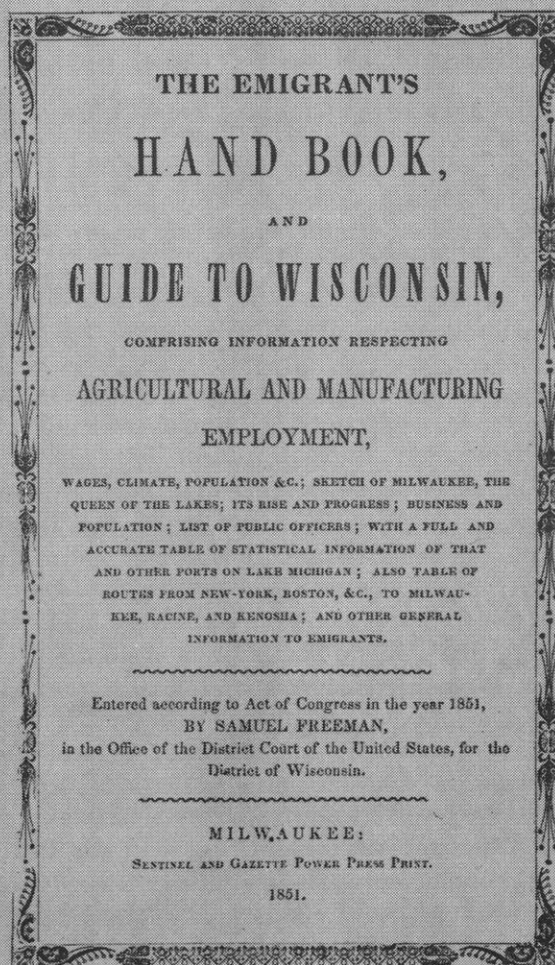 THE EMIGRANT'S
HAND BOOK,
AND
GUIDE TO WISCONSIN,
COMPRISING INFORMATION RESPECTING
AGRICULTURAL AND MANUFACTURING
EMPLOYMENT,
WAGES, CLIMATE, POPULATION &C.; SKETCH OF MILWAUKEE, THE
QUEEN OF THE LAKES; ITS RISE AND PROGRESS; BUSINESS AND
POPULATION; LIST OF PUBLIC OFFICERS; WITH A FULL AND
ACCURATE TABLE OF STATISTICAL INFORMATION OF THAT
AND OTHER PORTS ON LAKE MICHIGAN; ALSO TABLE OF
ROUTES FROM NEW-YORK, BOSTON, &C., TO MILWAU-
KEE, RACINE, AND KENOSHA; AND OTHER GENERAL
INFORMATION TO EMIGRANTS.
Entered according to Act of Congress in the year 1851,
BY SAMUEL FREEMAN,
in the Office of the District Court of the United States, for the
District of Wisconsin.
MILWAUKEE:
SENTINEL AND GAZETTE POWER PRESS PRINT.
1851.